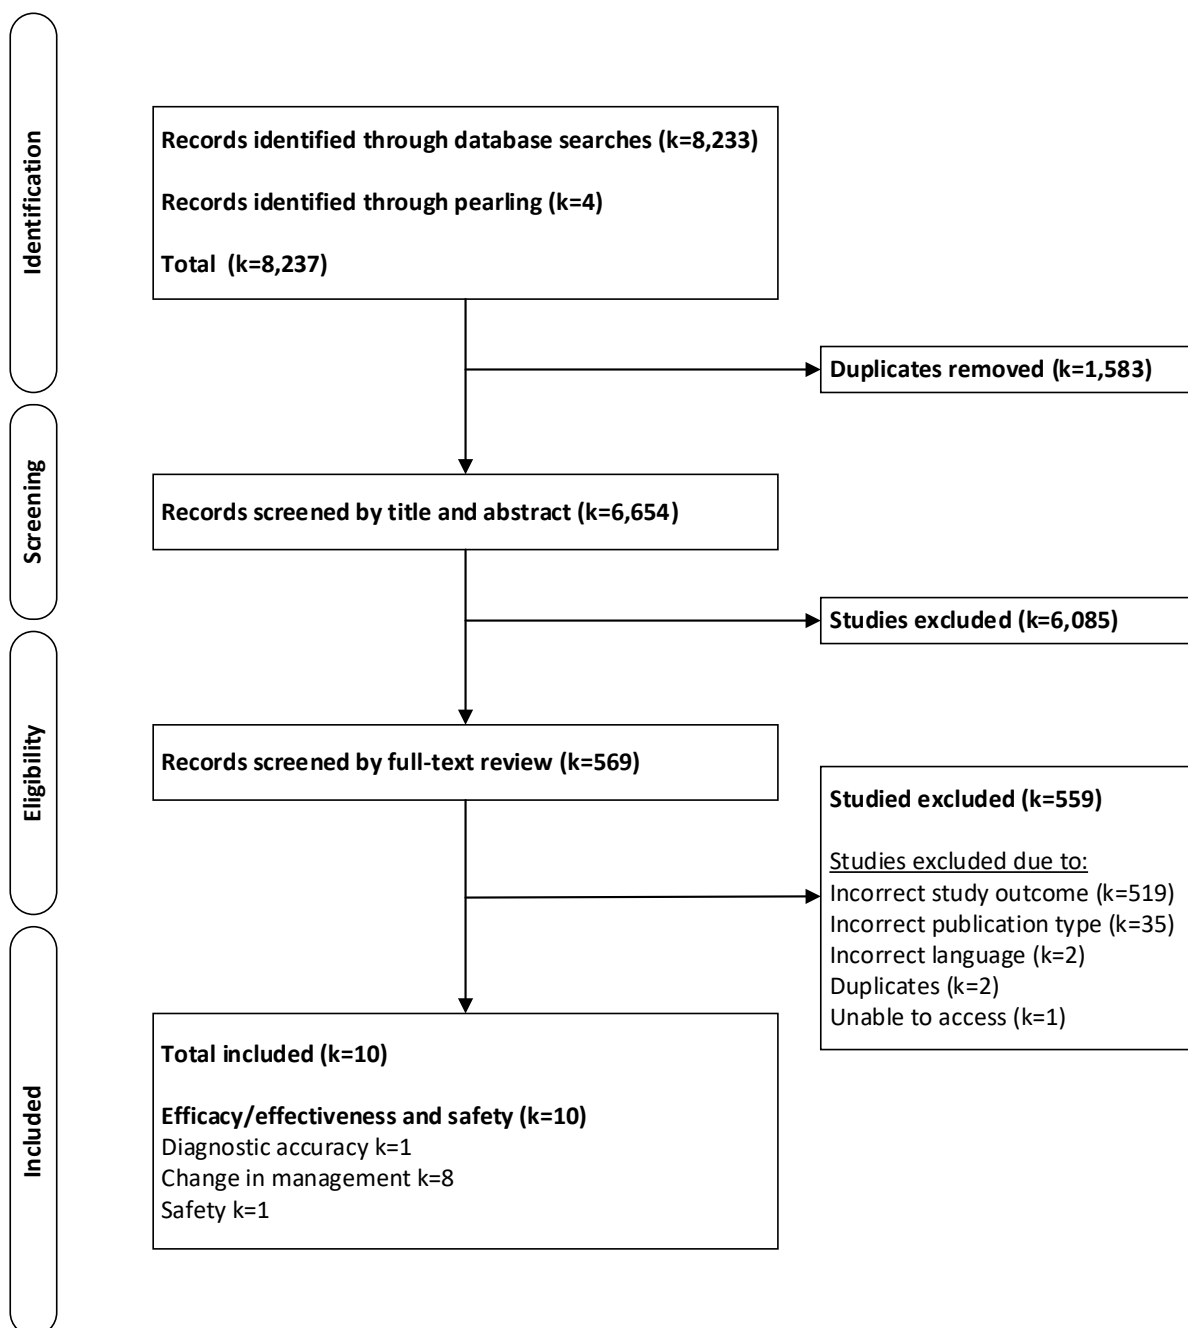 Identification
Records identified through database searches (k=8,233)
Records identified through pearling (k=4)
Total  (k=8,237)
Duplicates removed (k=1,583)
Screening
Records screened by title and abstract (k=6,654)
Studies excluded (k=6,085)
Eligibility
Records screened by full-text review (k=569)
Studied excluded (k=559)
Studies excluded due to:
Incorrect study outcome (k=519)
Incorrect publication type (k=35)
Incorrect language (k=2)
Duplicates (k=2)
Unable to access (k=1)
Included
Total included (k=10)
Efficacy/effectiveness and safety (k=10)
Diagnostic accuracy k=1
Change in management k=8
Safety k=1